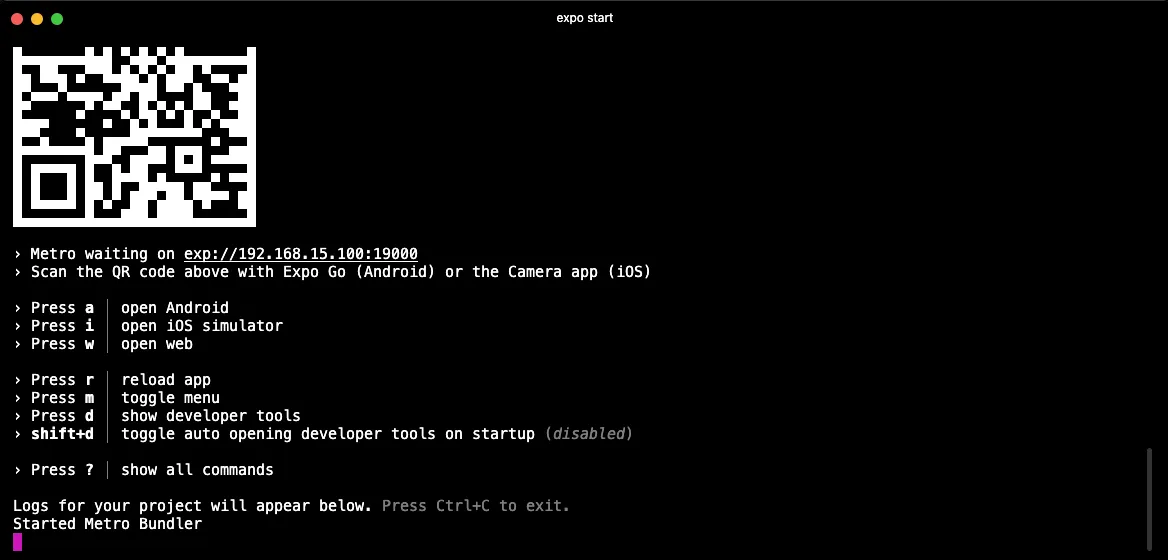 expo start
› Metro waiting on exp://192.168.15.100:19000
› Scan the QR code above with Expo Go (Android) or the Camera app (iOS)
› Press a │ open Android
› Press i │ open iOS simulator
› Press w │ open web
› Press r │ reload app
› Press m │ toggle menu
› Press d │ show developer tools
› shift+d │ toggle auto opening developer tools on startup (disabled)
› Press ? │ show all commands
Logs for your project will appear below. Press Ctrl+C to exit.
Started Metro Bundler